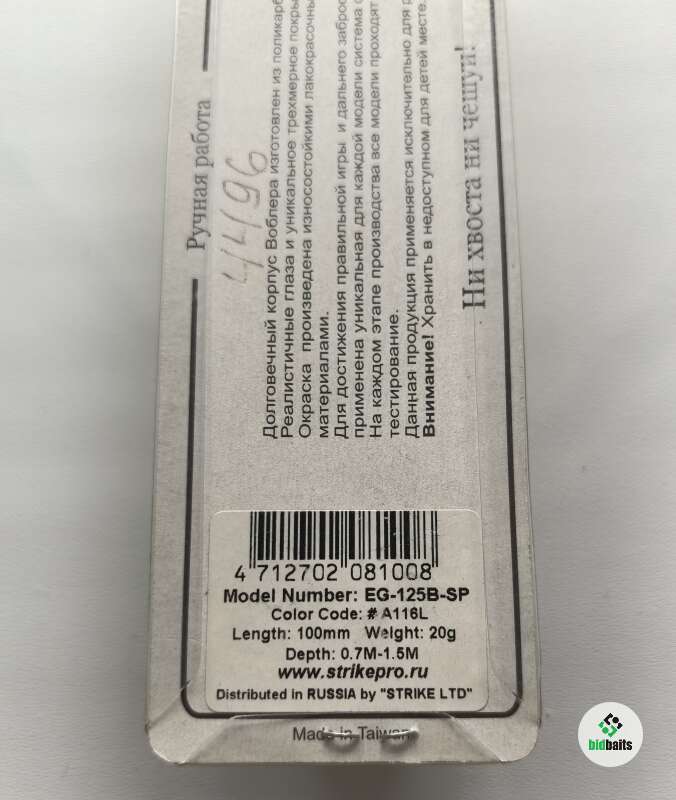 Ручная работа
4496
Долговечный корпус Воблера изготовлен из поликарб
Реалистичные глаза и уникальное трехмерное покры
Окраска произведена износостойкими лакокрасочны
материалами.
Для достижения правильной игры и дальнего заброс
применена уникальная для каждой модели система о
На каждом этапе производства все модели проходят
тестирование.
Данная продукция применяется исключительно для р
Внимание! Хранить в недоступном для детей месте.
Ни хвоста ни чешуи!
4 712702 081008
Model Number: EG-125B-SP
Color Code: # A116L
Length: 100mm Weight: 20g
Depth: 0.7M-1.5M
www.strikepro.ru
Distributed in RUSSIA by "STRIKE LTD"
Made In Taiwan
bidbaits